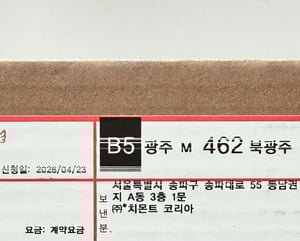 B5 광주 M 462 북광주
신청일: 2026/04/23
서울특별시 송파구 송파대로 55 동남권
보 지 A동 3층 1문
낸 ㈜*치몬트 코리아
분.
요금: 계약요금